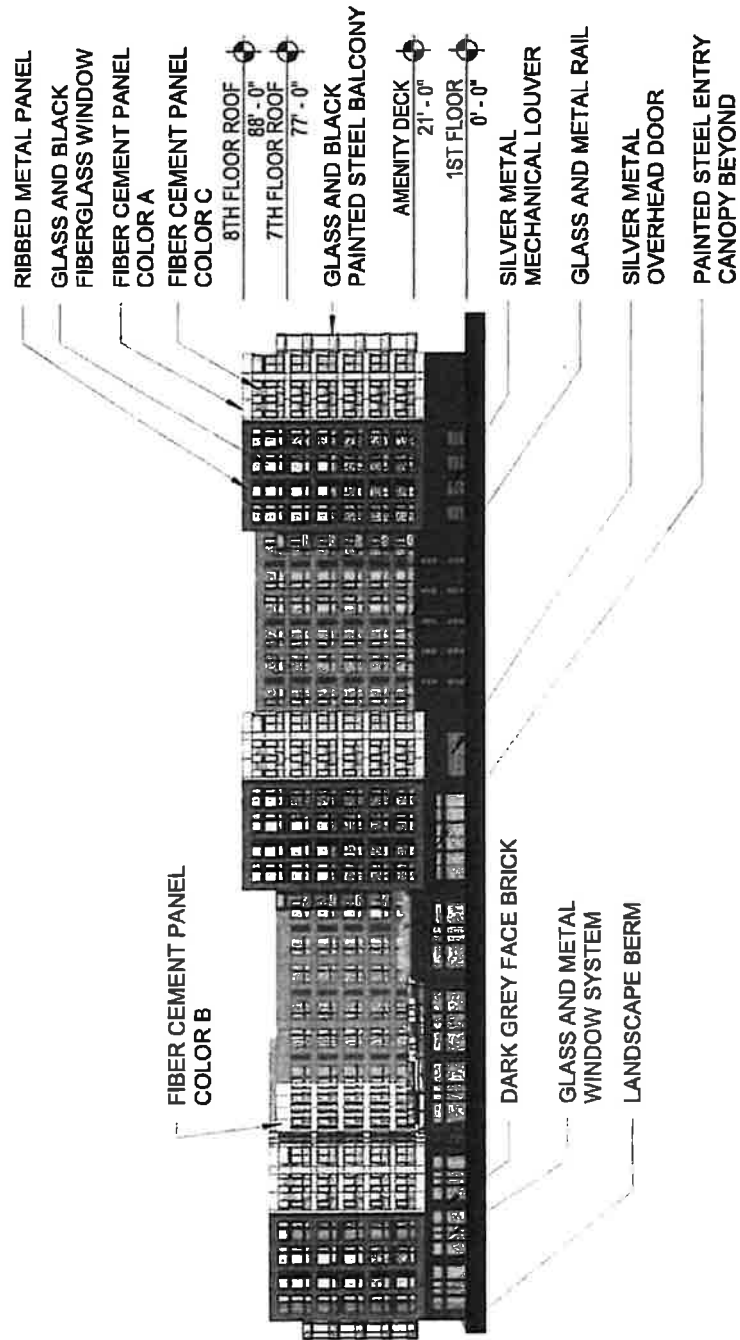 RIBBED METAL PANEL
GLASS AND BLACK
FIBERGLASS WINDOW
FIBER CEMENT PANEL
COLOR A
FIBER CEMENT PANEL
COLOR C
8TH FLOOR ROOF
88' - 0"
7TH FLOOR ROOF
77' - 0"
GLASS AND BLACK
PAINTED STEEL BALCONY
AMENITY DECK
21' - 0"
1ST FLOOR
0' - 0"
SILVER METAL
MECHANICAL LOUVER
GLASS AND METAL RAIL
SILVER METAL
OVERHEAD DOOR
PAINTED STEEL ENTRY
CANOPY BEYOND
FIBER CEMENT PANEL
COLOR B
DARK GREY FACE BRICK
GLASS AND METAL
WINDOW SYSTEM
LANDSCAPE BERM